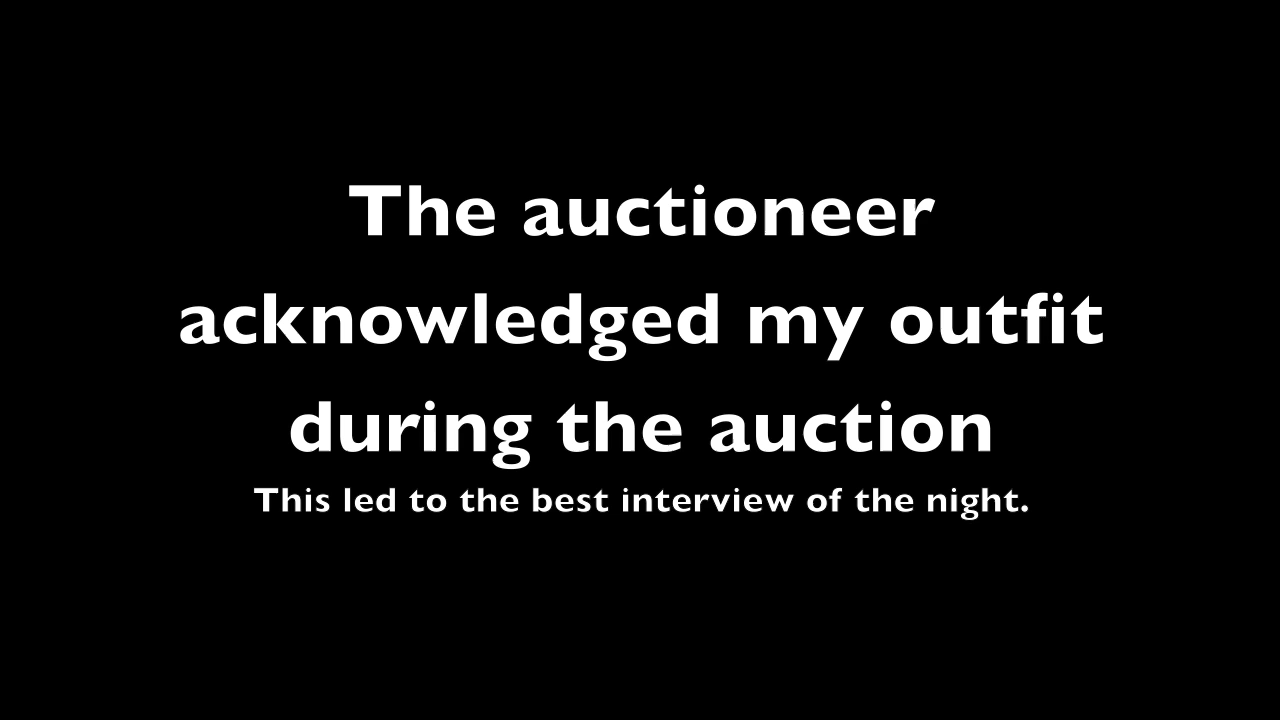 The auctioneer
acknowledged my outfit
during the auction
This led to the best interview of the night.